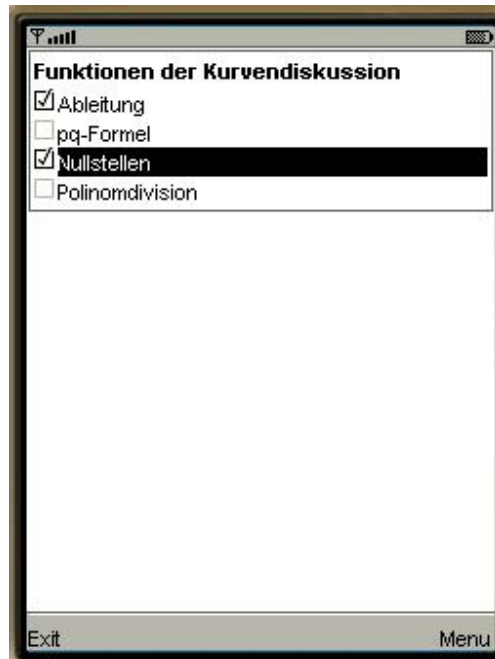 Funktionen der Kurvendiskussion
Ableitung
pq-Formel
Nullstellen
Polinomdivision
Exit Menu